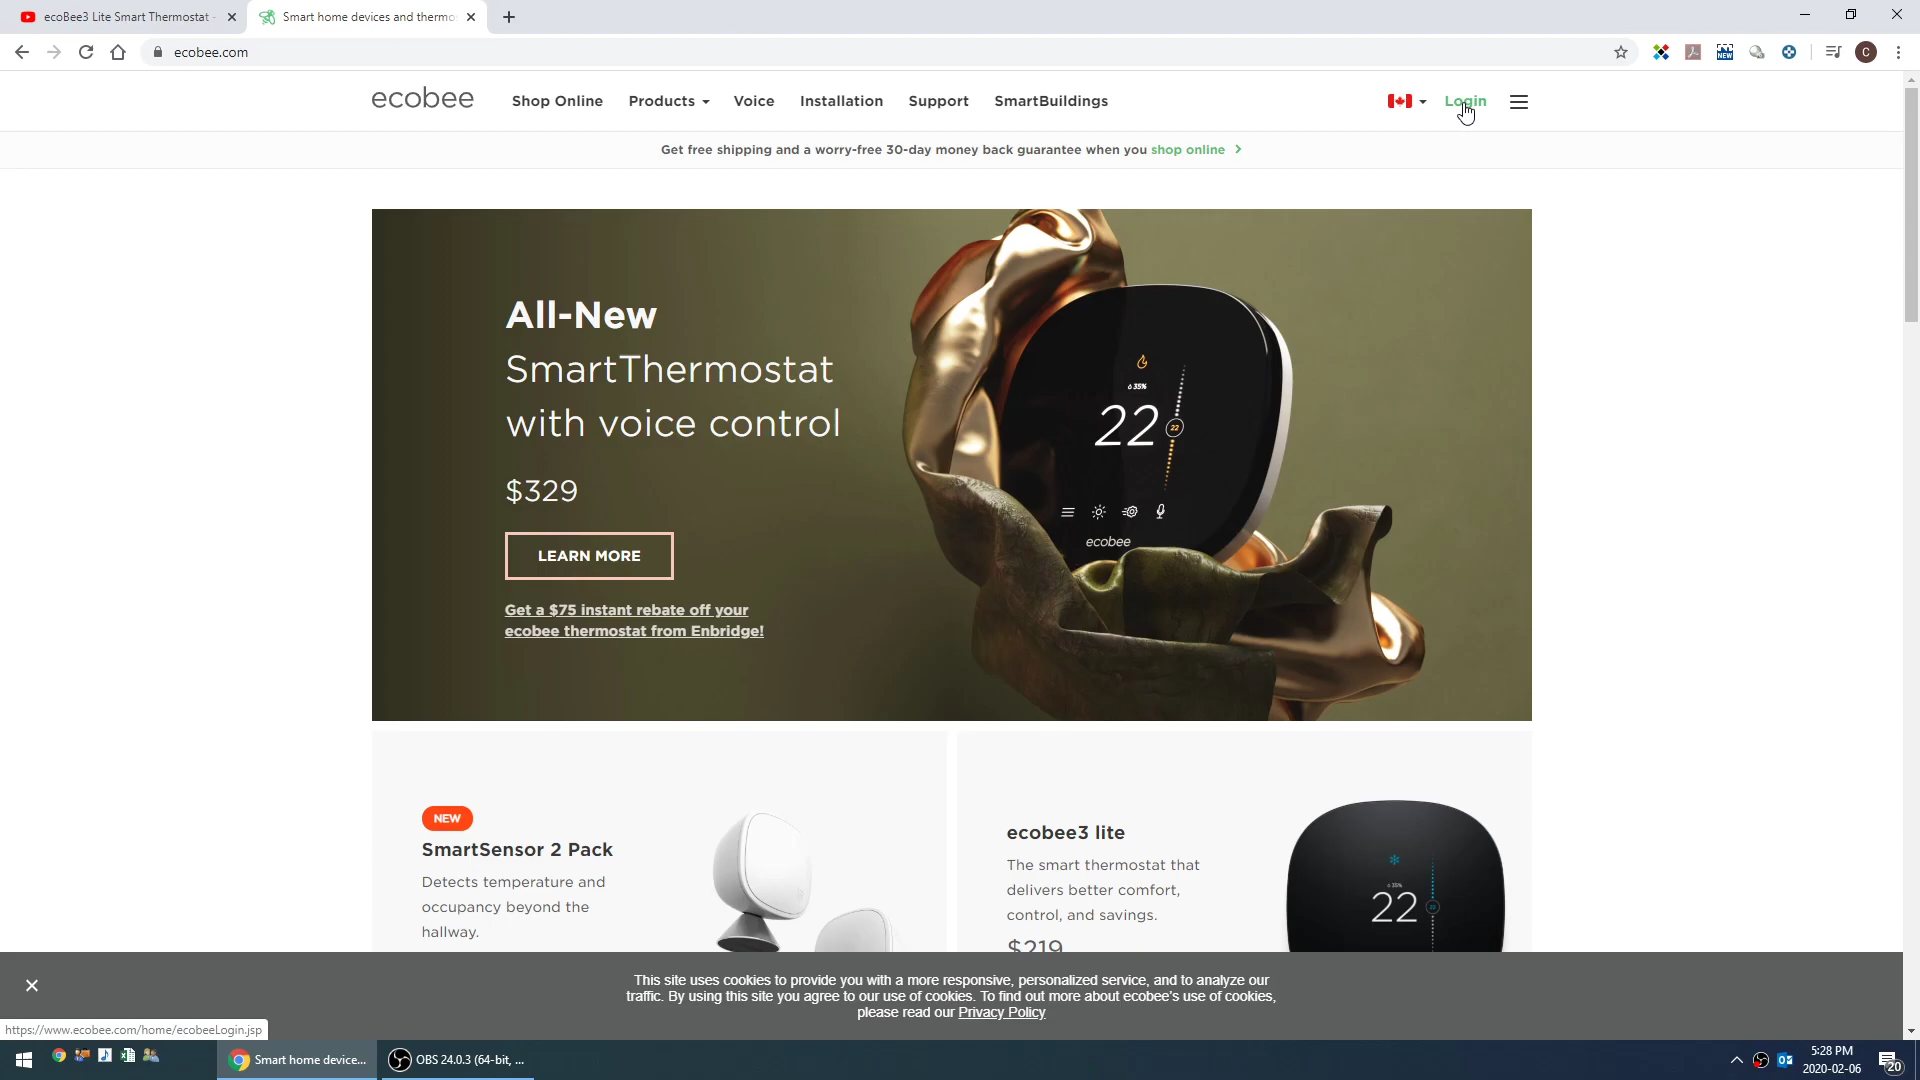 ecoBee3 Lite Smart Thermostat -
Smart home devices and thermo
ecobee.com
NEW
C
ecobee
Shop Online
Products
Voice
Installation
Support
SmartBuildings
Login
Get free shipping and a worry-free 30-day money back guarantee when you shop online >
All-New
SmartThermostat
with voice control
$329
LEARN MORE
Get a $75 instant rebate off your
ecobee thermostat from Enbridge!
35%
22
22
ecobee
NEW
SmartSensor 2 Pack
Detects temperature and
occupancy beyond the
hallway.
ecobee3 lite
The smart thermostat that
delivers better comfort,
control, and savings.
$219
35%
22
This site uses cookies to provide you with a more responsive, personalized service, and to analyze our
traffic. By using this site you agree to our use of cookies. To find out more about ecobee's use of cookies,
please read our Privacy Policy
https://www.ecobee.com/home/ecobeeLogin.jsp
Smart home device...
OBS 24.0.3 (64-bit, ...
5:28 PM
2020-02-06
20